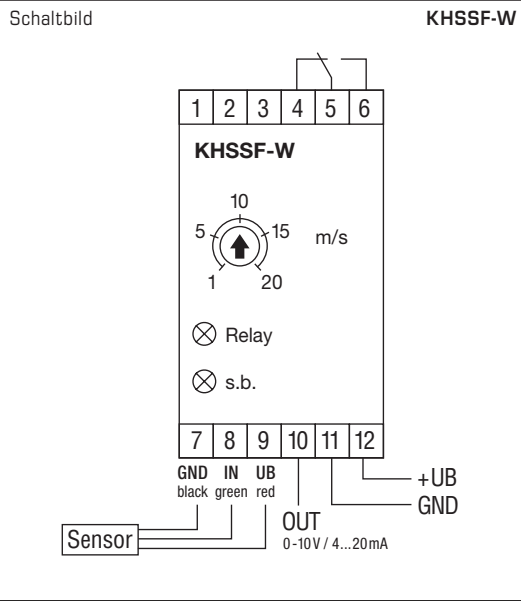 Schaltbild KHSSF-W
1 2 3 4 5 6
KHSSF-W
10
5 15 m/s
1 20
Relay
s.b.
7 8 9 10 11 12
GND IN UB
black green red
+UB
GND
Sensor
OUT
0-10V / 4...20mA